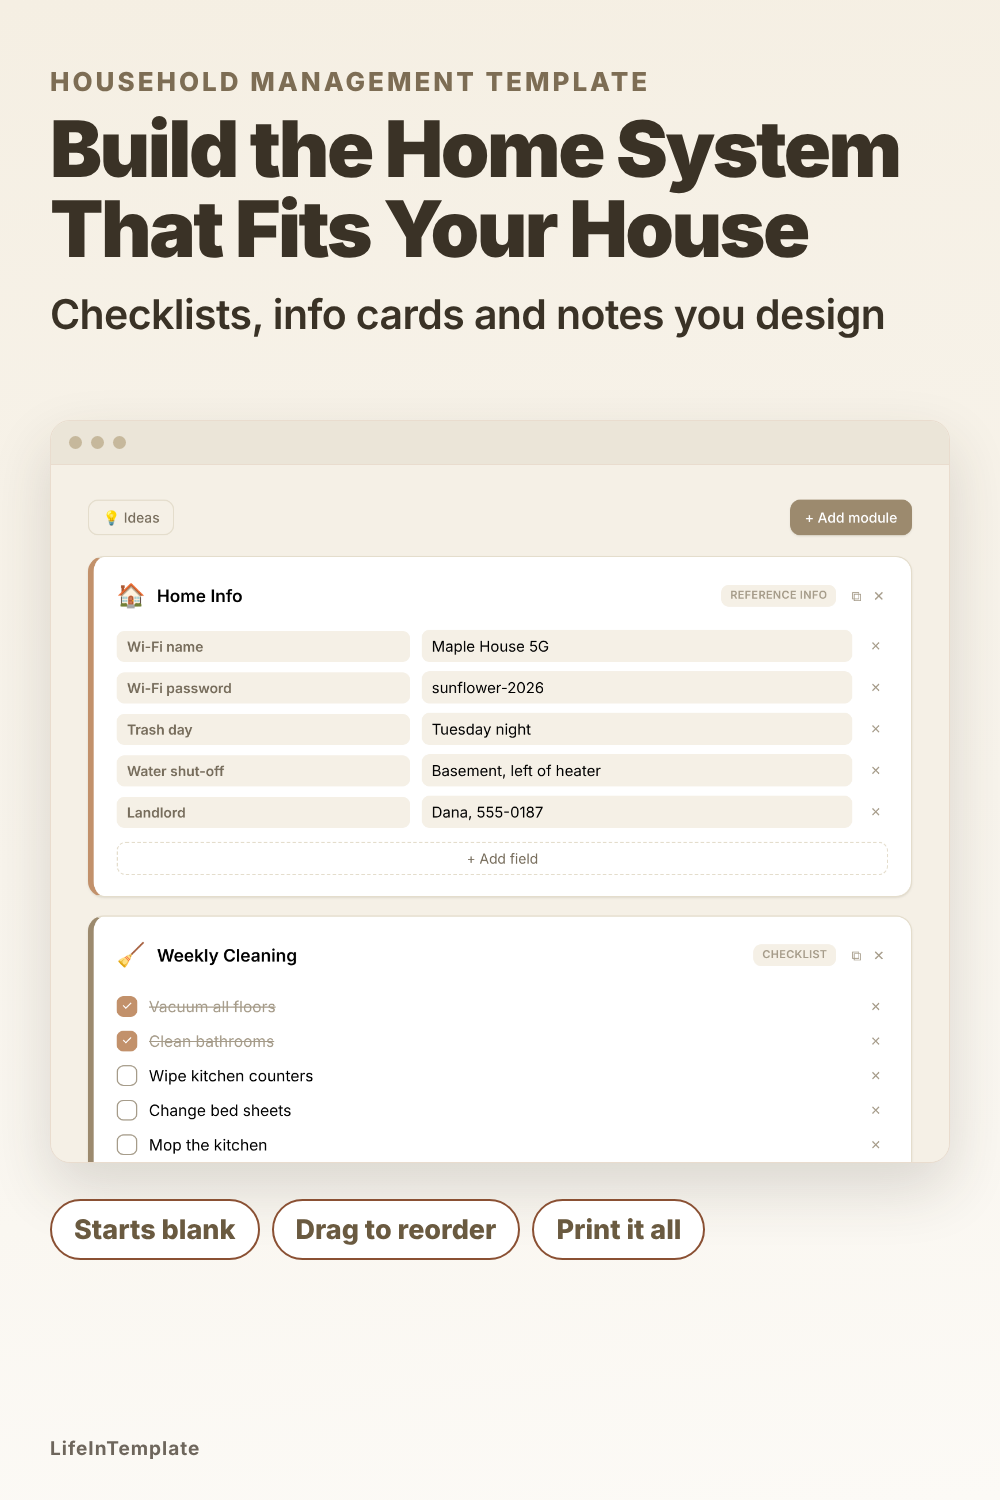 HOUSEHOLD MANAGEMENT TEMPLATE
Build the Home System
That Fits Your House
Checklists, info cards and notes you design
💡 Ideas
+ Add module
Home Info
REFERENCE INFO
Wi-Fi name
Maple House 5G
Wi-Fi password
sunflower-2026
Trash day
Tuesday night
Water shut-off
Basement, left of heater
Landlord
Dana, 555-0187
+ Add field
Weekly Cleaning
CHECKLIST
Vacuum all floors
Clean bathrooms
Wipe kitchen counters
Change bed sheets
Mop the kitchen
Starts blank
Drag to reorder
Print it all
LifeInTemplate